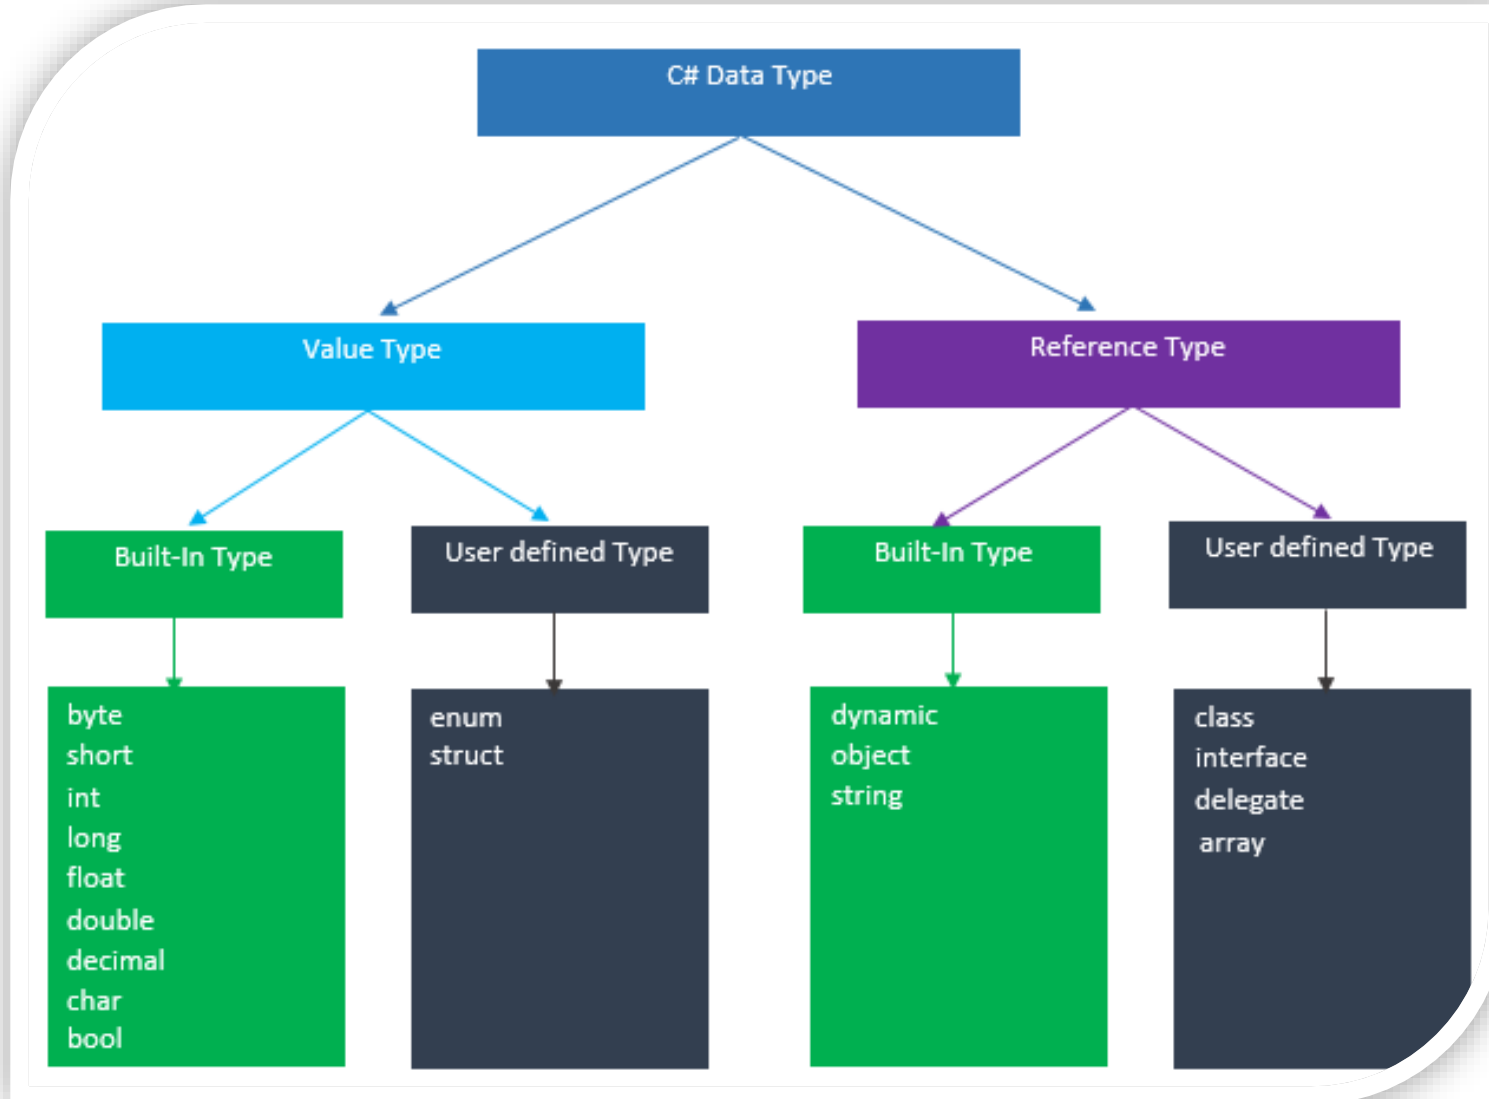 C# Data Type
Value Type
Reference Type
Built-In Type
User defined Type
Built-In Type
User defined Type
byte
short
int
long
float
double
decimal
char
bool
enum
struct
dynamic
object
string
class
interface
delegate
array